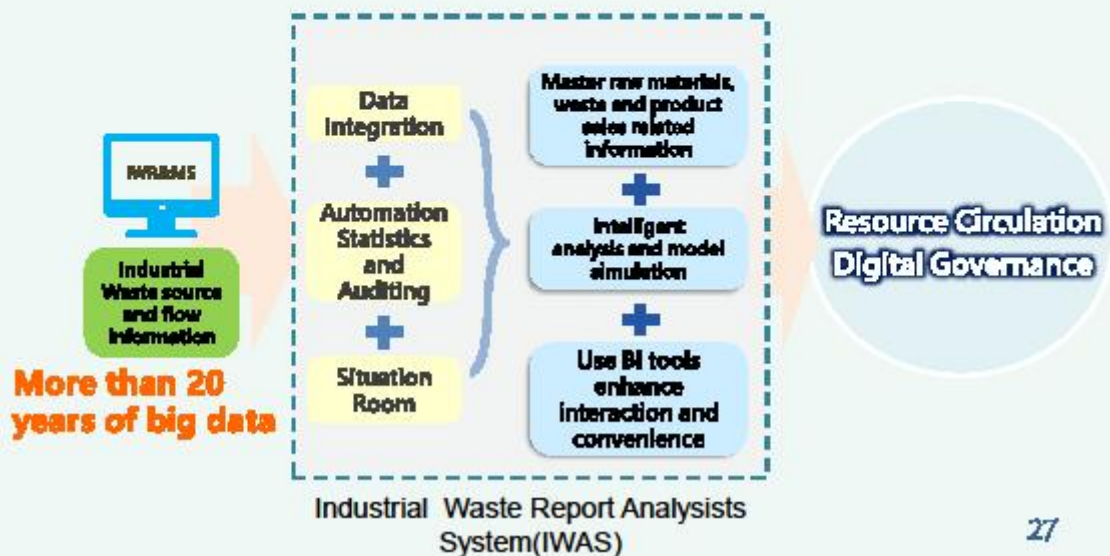 IWR&MS
Industrial
Waste source
and flow
information
More than 20
years of big data
Data
Integration
Automation
Statistics
and
Auditing
Situation
Room
Master raw materials,
waste and product
sales related
information
Intelligent
analysis and model
simulation
Use BI tools
enhance
interaction and
convenience
Resource Circulation
Digital Governance
Industrial Waste Report Analysists
System(IWAS)
27